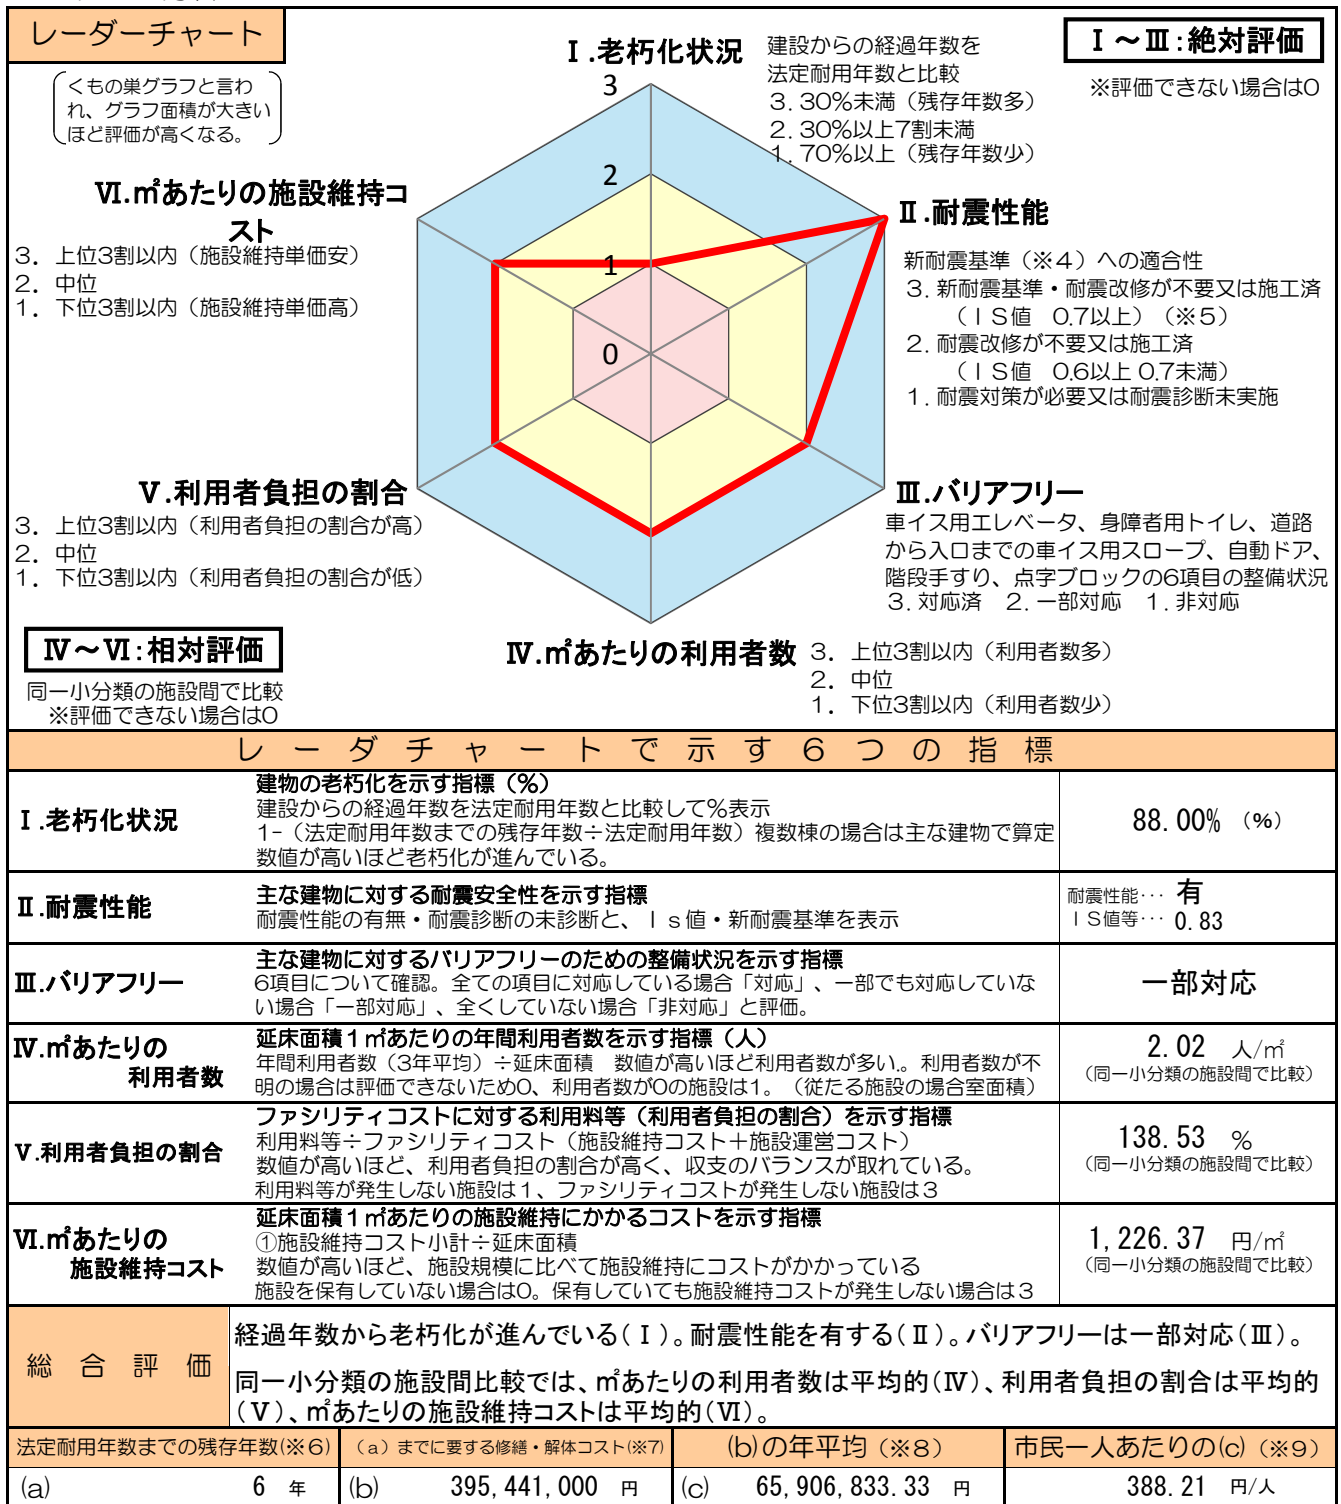 レーダーチャート
くもの巣グラフと言わ
れ、グラフ面積が大きい
ほど評価が高くなる。
Ⅰ.老朽化状況
建設からの経過年数を
法定耐用年数と比較
3.30%未満（残存年数多）
2.30%以上7割未満
1.70%以上（残存年数少）
Ⅰ～Ⅲ:絶対評価
※評価できない場合は0
3
2
1
0
Ⅵ.㎡あたりの施設維持コ
スト
3. 上位3割以内（施設維持単価安）
2. 中位
1. 下位3割以内（施設維持単価高）
Ⅱ.耐震性能
新耐震基準（※4）への適合性
3.新耐震基準・耐震改修が不要又は施工済
（ＩＳ値 0.7以上）（※5）
2.耐震改修が不要又は施工済
（ＩＳ値 0.6以上 0.7未満）
1.耐震対策が必要又は耐震診断未実施
Ⅴ.利用者負担の割合
3. 上位3割以内（利用者負担の割合が高）
2. 中位
1. 下位3割以内（利用者負担の割合が低）
Ⅲ.バリアフリー
車イス用エレベータ、身障者用トイレ、道路
から入口までの車イス用スロープ、自動ドア、
階段手すり、点字ブロックの6項目の整備状況
3.対応済 2.一部対応 1.非対応
Ⅳ～Ⅵ:相対評価
同一小分類の施設間で比較
※評価できない場合は0
Ⅳ.㎡あたりの利用者数
3. 上位3割以内（利用者数多）
2. 中位
1. 下位3割以内（利用者数少）
レーダチャートで示す６つの指標
Ⅰ.老朽化状況
建物の老朽化を示す指標（%）
建設からの経過年数を法定耐用年数と比較して%表示
1-（法定耐用年数までの残存年数÷法定耐用年数）複数棟の場合は主な建物で算定
数値が高いほど老朽化が進んでいる。
88.00% （%）
Ⅱ.耐震性能
主な建物に対する耐震安全性を示す指標
耐震性能の有無・耐震診断の未診断と、Ｉｓ値・新耐震基準を表示
耐震性能･･･ 有
ＩＳ値等･･･ 0.83
Ⅲ.バリアフリー
主な建物に対するバリアフリーのための整備状況を示す指標
6項目について確認。全ての項目に対応している場合「対応」、一部でも対応していな
い場合「一部対応」、全くしていない場合「非対応」と評価。
一部対応
Ⅳ.㎡あたりの
利用者数
延床面積１㎡あたりの年間利用者数を示す指標（人）
年間利用者数（3年平均）÷延床面積 数値が高いほど利用者数が多い。利用者数が不
明の場合は評価できないため0、利用者数が0の施設は1。（従たる施設の場合室面積）
2.02 人/㎡
（同一小分類の施設間で比較）
Ⅴ.利用者負担の割合
ファシリティコストに対する利用料等（利用者負担の割合）を示す指標
利用料等÷ファシリティコスト（施設維持コスト＋施設運営コスト）
数値が高いほど、利用者負担の割合が高く、収支のバランスが取れている。
利用料等が発生しない施設は１、ファシリティコストが発生しない施設は３
138.53 %
（同一小分類の施設間で比較）
Ⅵ.㎡あたりの
施設維持コスト
延床面積１㎡あたりの施設維持にかかるコストを示す指標
①施設維持コスト小計÷延床面積
数値が高いほど、施設規模に比べて施設維持にコストがかかっている
施設を保有していない場合は0。保有していても施設維持コストが発生しない場合は３
1,226.37 円/㎡
（同一小分類の施設間で比較）
総合評価
経過年数から老朽化が進んでいる(Ⅰ)。耐震性能を有する(Ⅱ)。バリアフリーは一部対応(Ⅲ)。
同一小分類の施設間比較では、㎡あたりの利用者数は平均的(Ⅳ)、利用者負担の割合は平均的
(Ⅴ)、㎡あたりの施設維持コストは平均的(Ⅵ)。
法定耐用年数までの残存年数(※6)
（a）までに要する修繕・解体コスト(※7)
(b)の年平均（※8）
市民一人あたりの(c)（※9）
(a) 6 年
(b) 395,441,000 円
(c) 65,906,833.33 円
388.21 円/人